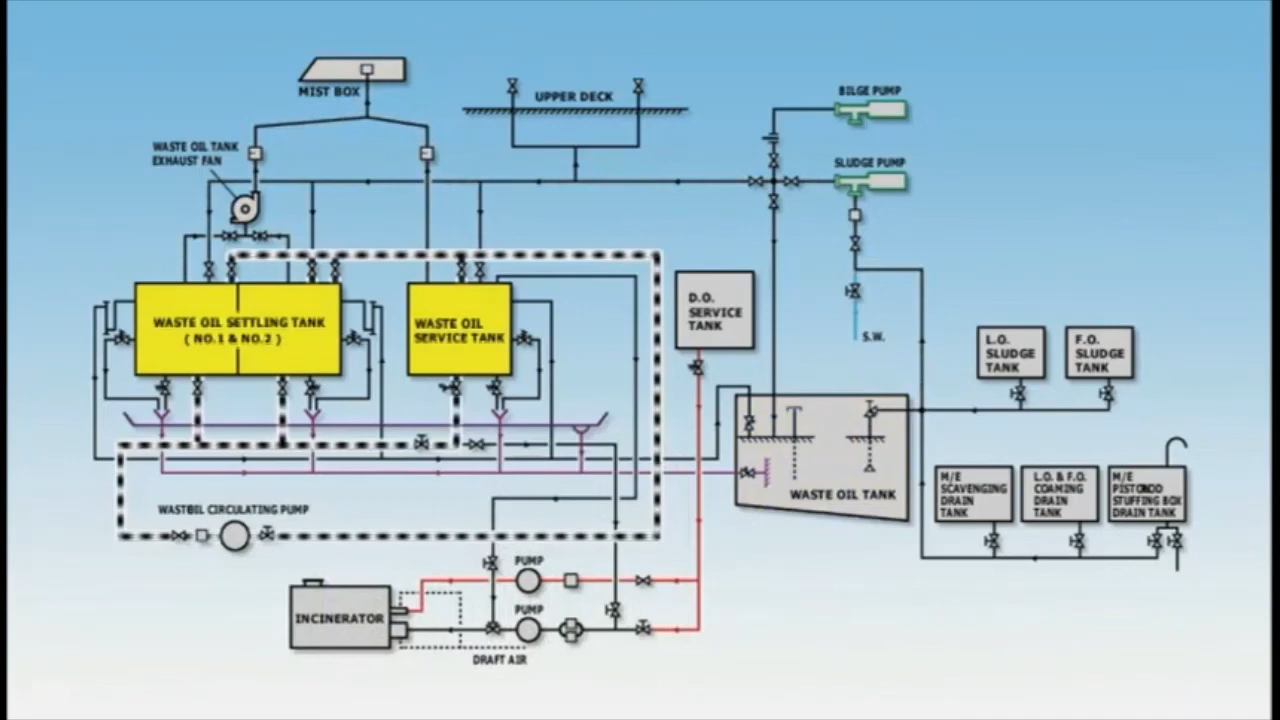 MIST BOX
UPPER DECK
BILGE PUMP
WASTE OIL TANK
EXHAUST FAN
SLUDGE PUMP
WASTE OIL SETTLING TANK
( NO.1 & NO.2 )
WASTE OIL
SERVICE TANK
D.O.
SERVICE
TANK
S.W.
L.O.
SLUDGE
TANK
F.O.
SLUDGE
TANK
WASTE OIL TANK
M/E
SCAVENGING
DRAIN
TANK
L.O. & F.O.
COAMING
DRAIN
TANK
M/E
STUFFING BOX
DRAIN TANK
CIRCULATING PUMP
PUMP
INCINERATOR
PUMP
DRAFT AIR